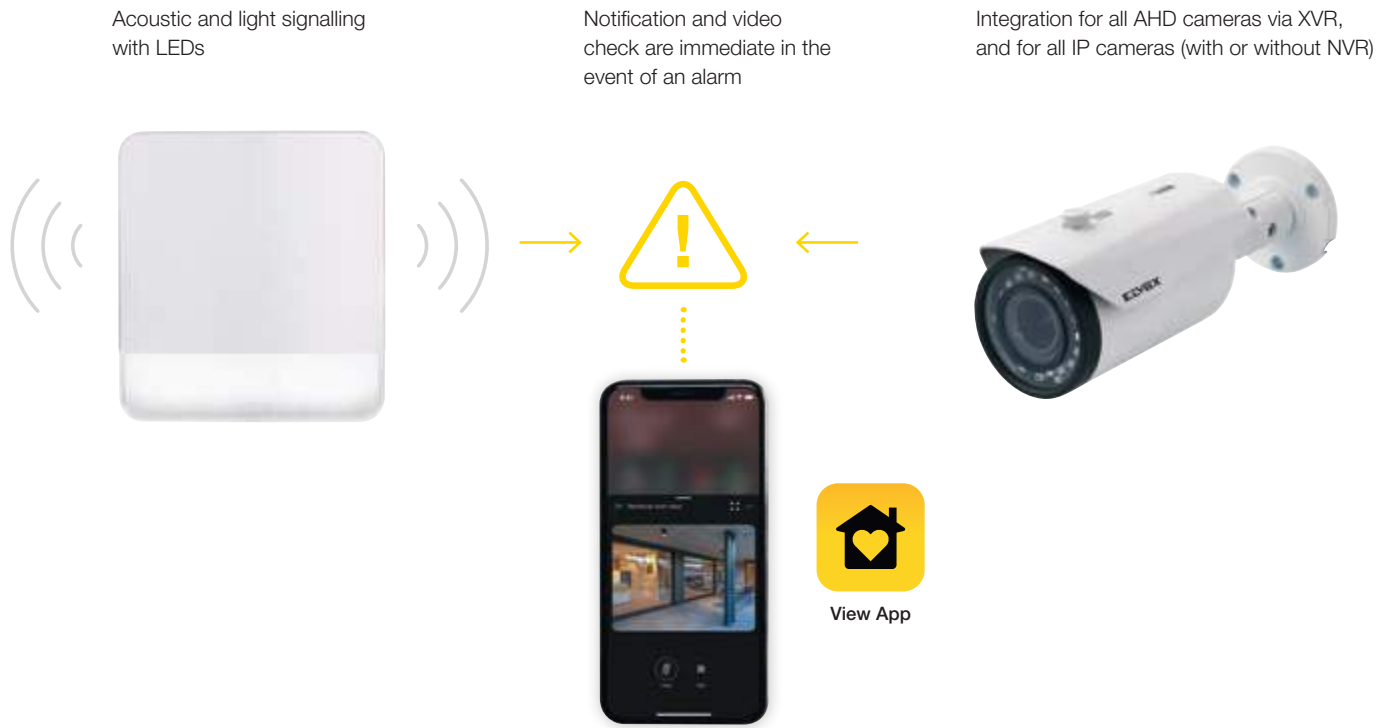 Acoustic and light signalling
with LEDs
Notification and video
check are immediate in the
event of an alarm
Integration for all AHD cameras via XVR,
and for all IP cameras (with or without NVR)
!
ELVOX
View App